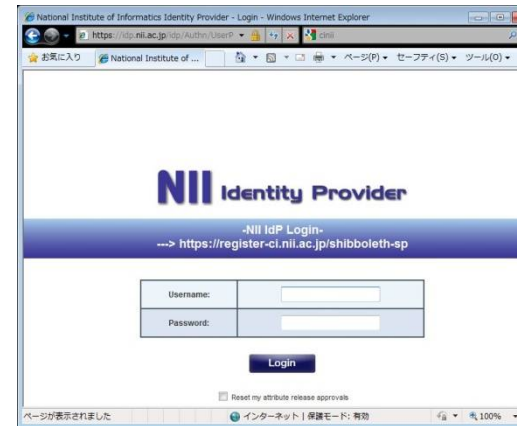 National Institute of Informatics Identity Provider - Login - Windows Internet Explorer
https://idp.nii.ac.jp/idp/Authn/UserP cinii
お気に入り National Institute of ... ページ(P) セーフティ(S) ツール(O)
NII Identity Provider
-NII IdP Login-
---> https://register-ci.nii.ac.jp/shibboleth-sp
Username:
Password:
Login
Reset my attribute release approvals
ページが表示されました インターネット | 保護モード: 有効 100%